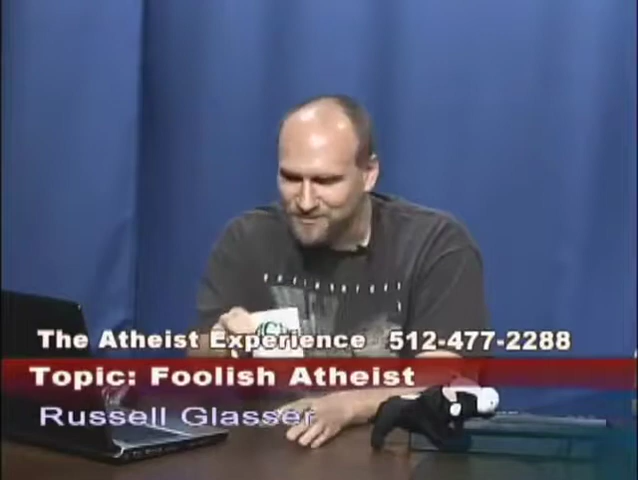 The Atheist Experience 512-477-2288
Topic: Foolish Atheist
Russell Glasser